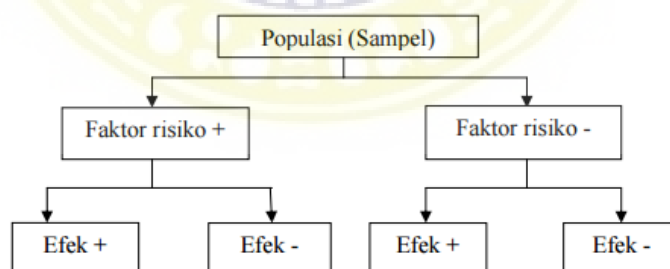 Populasi (Sampel)
Faktor risiko +
Faktor risiko -
Efek +
Efek -
Efek +
Efek -